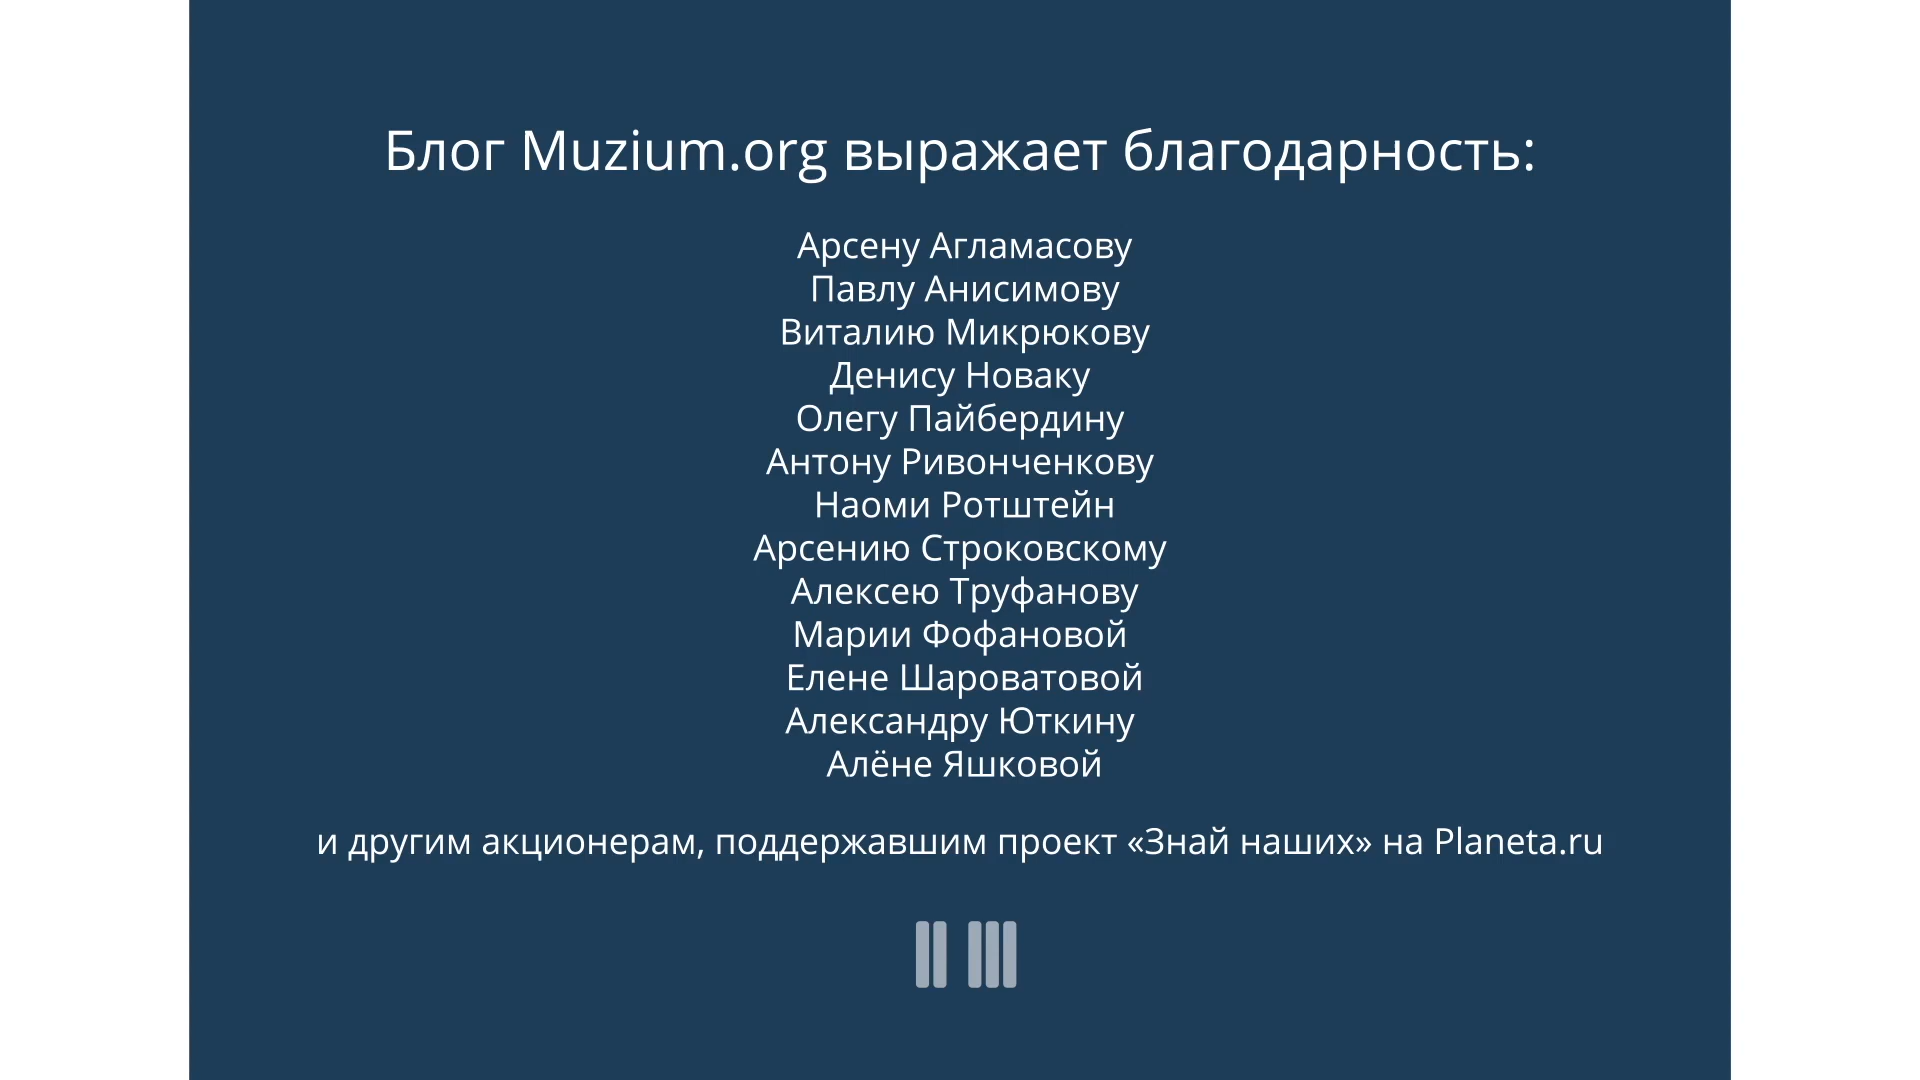 Блог Muzium.org выражает благодарность:
Арсену Агламасову
Павлу Анисимову
Виталию Микрюкову
Денису Новаку
Олегу Пайбердину
Антону Ривонченкову
Наоми Ротштейн
Арсению Строковскому
Алексею Труфанову
Марии Фофановой
Елене Шароватовой
Александру Юткину
Алёне Яшковой
и другим акционерам, поддержавшим проект «Знай наших» на Planeta.ru